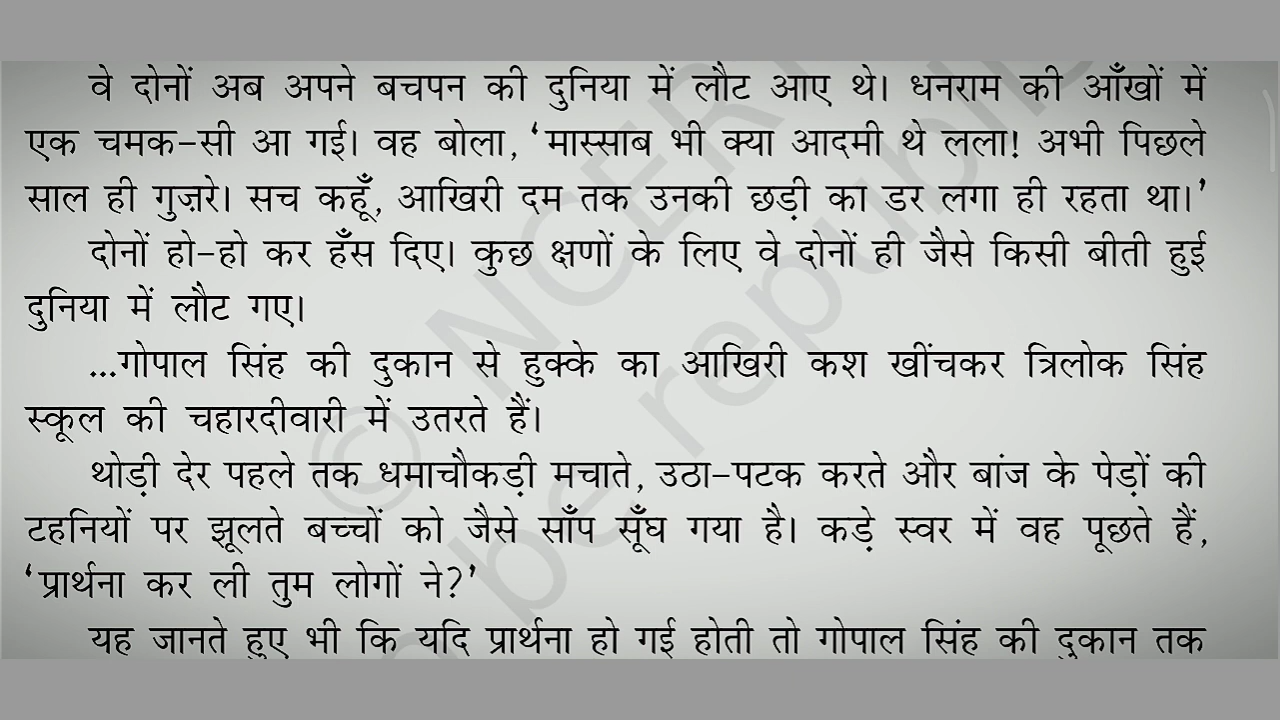 वे दोनों अब अपने बचपन की दुनिया में लौट आए थे। धनराम की आँखों में
एक चमक-सी आ गई। वह बोला, ‘मास्साब भी क्या आदमी थे लला! अभी पिछले
साल ही गुज़रे। सच कहूँ, आखिरी दम तक उनकी छड़ी का डर लगा ही रहता था।’
दोनों हो-हो कर हँस दिए। कुछ क्षणों के लिए वे दोनों ही जैसे किसी बीती हुई
दुनिया में लौट गए।
...गोपाल सिंह की दुकान से हुक्के का आखिरी कश खींचकर त्रिलोक सिंह
स्कूल की चहारदीवारी में उतरते हैं।
थोड़ी देर पहले तक धमाचौकड़ी मचाते, उठा-पटक करते और बांज के पेड़ों की
टहनियों पर झूलते बच्चों को जैसे साँप सूँघ गया है। कड़े स्वर में वह पूछते हैं,
‘प्रार्थना कर ली तुम लोगों ने?’
यह जानते हुए भी कि यदि प्रार्थना हो गई होती तो गोपाल सिंह की दुकान तक
© NCER
be republis